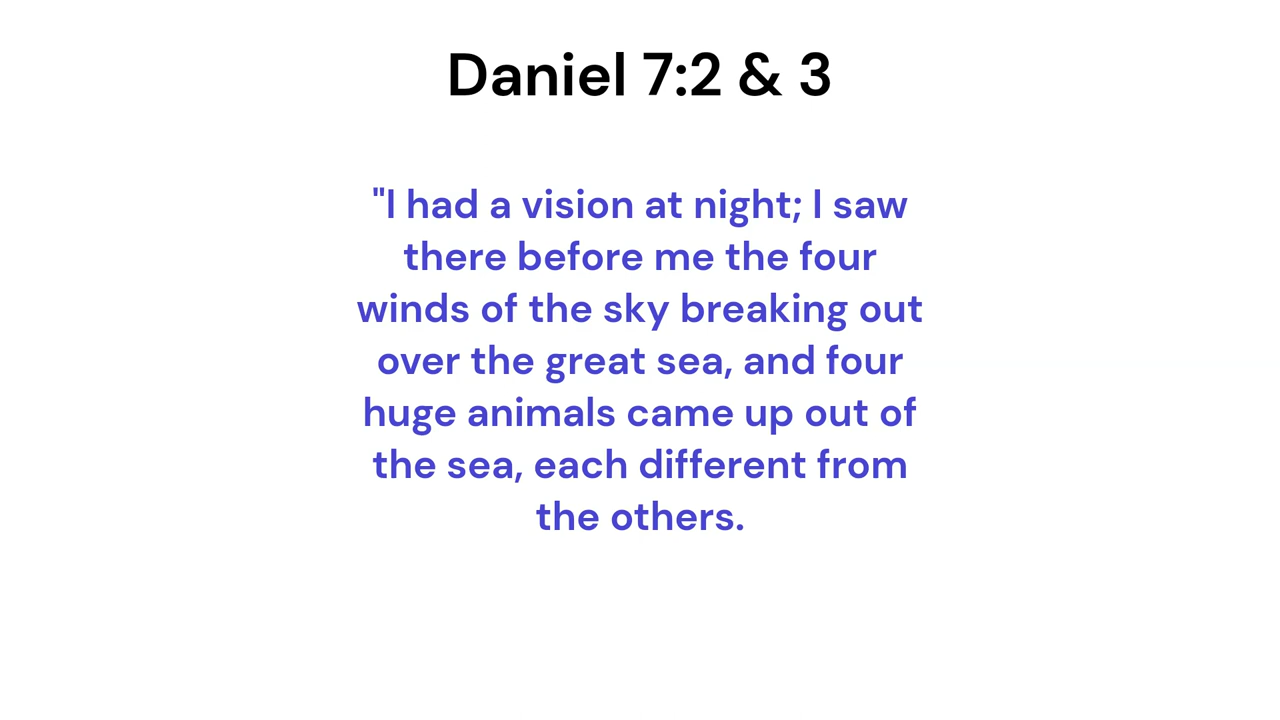 Daniel 7:2 & 3
"I had a vision at night; I saw
there before me the four
winds of the sky breaking out
over the great sea, and four
huge animals came up out of
the sea, each different from
the others.